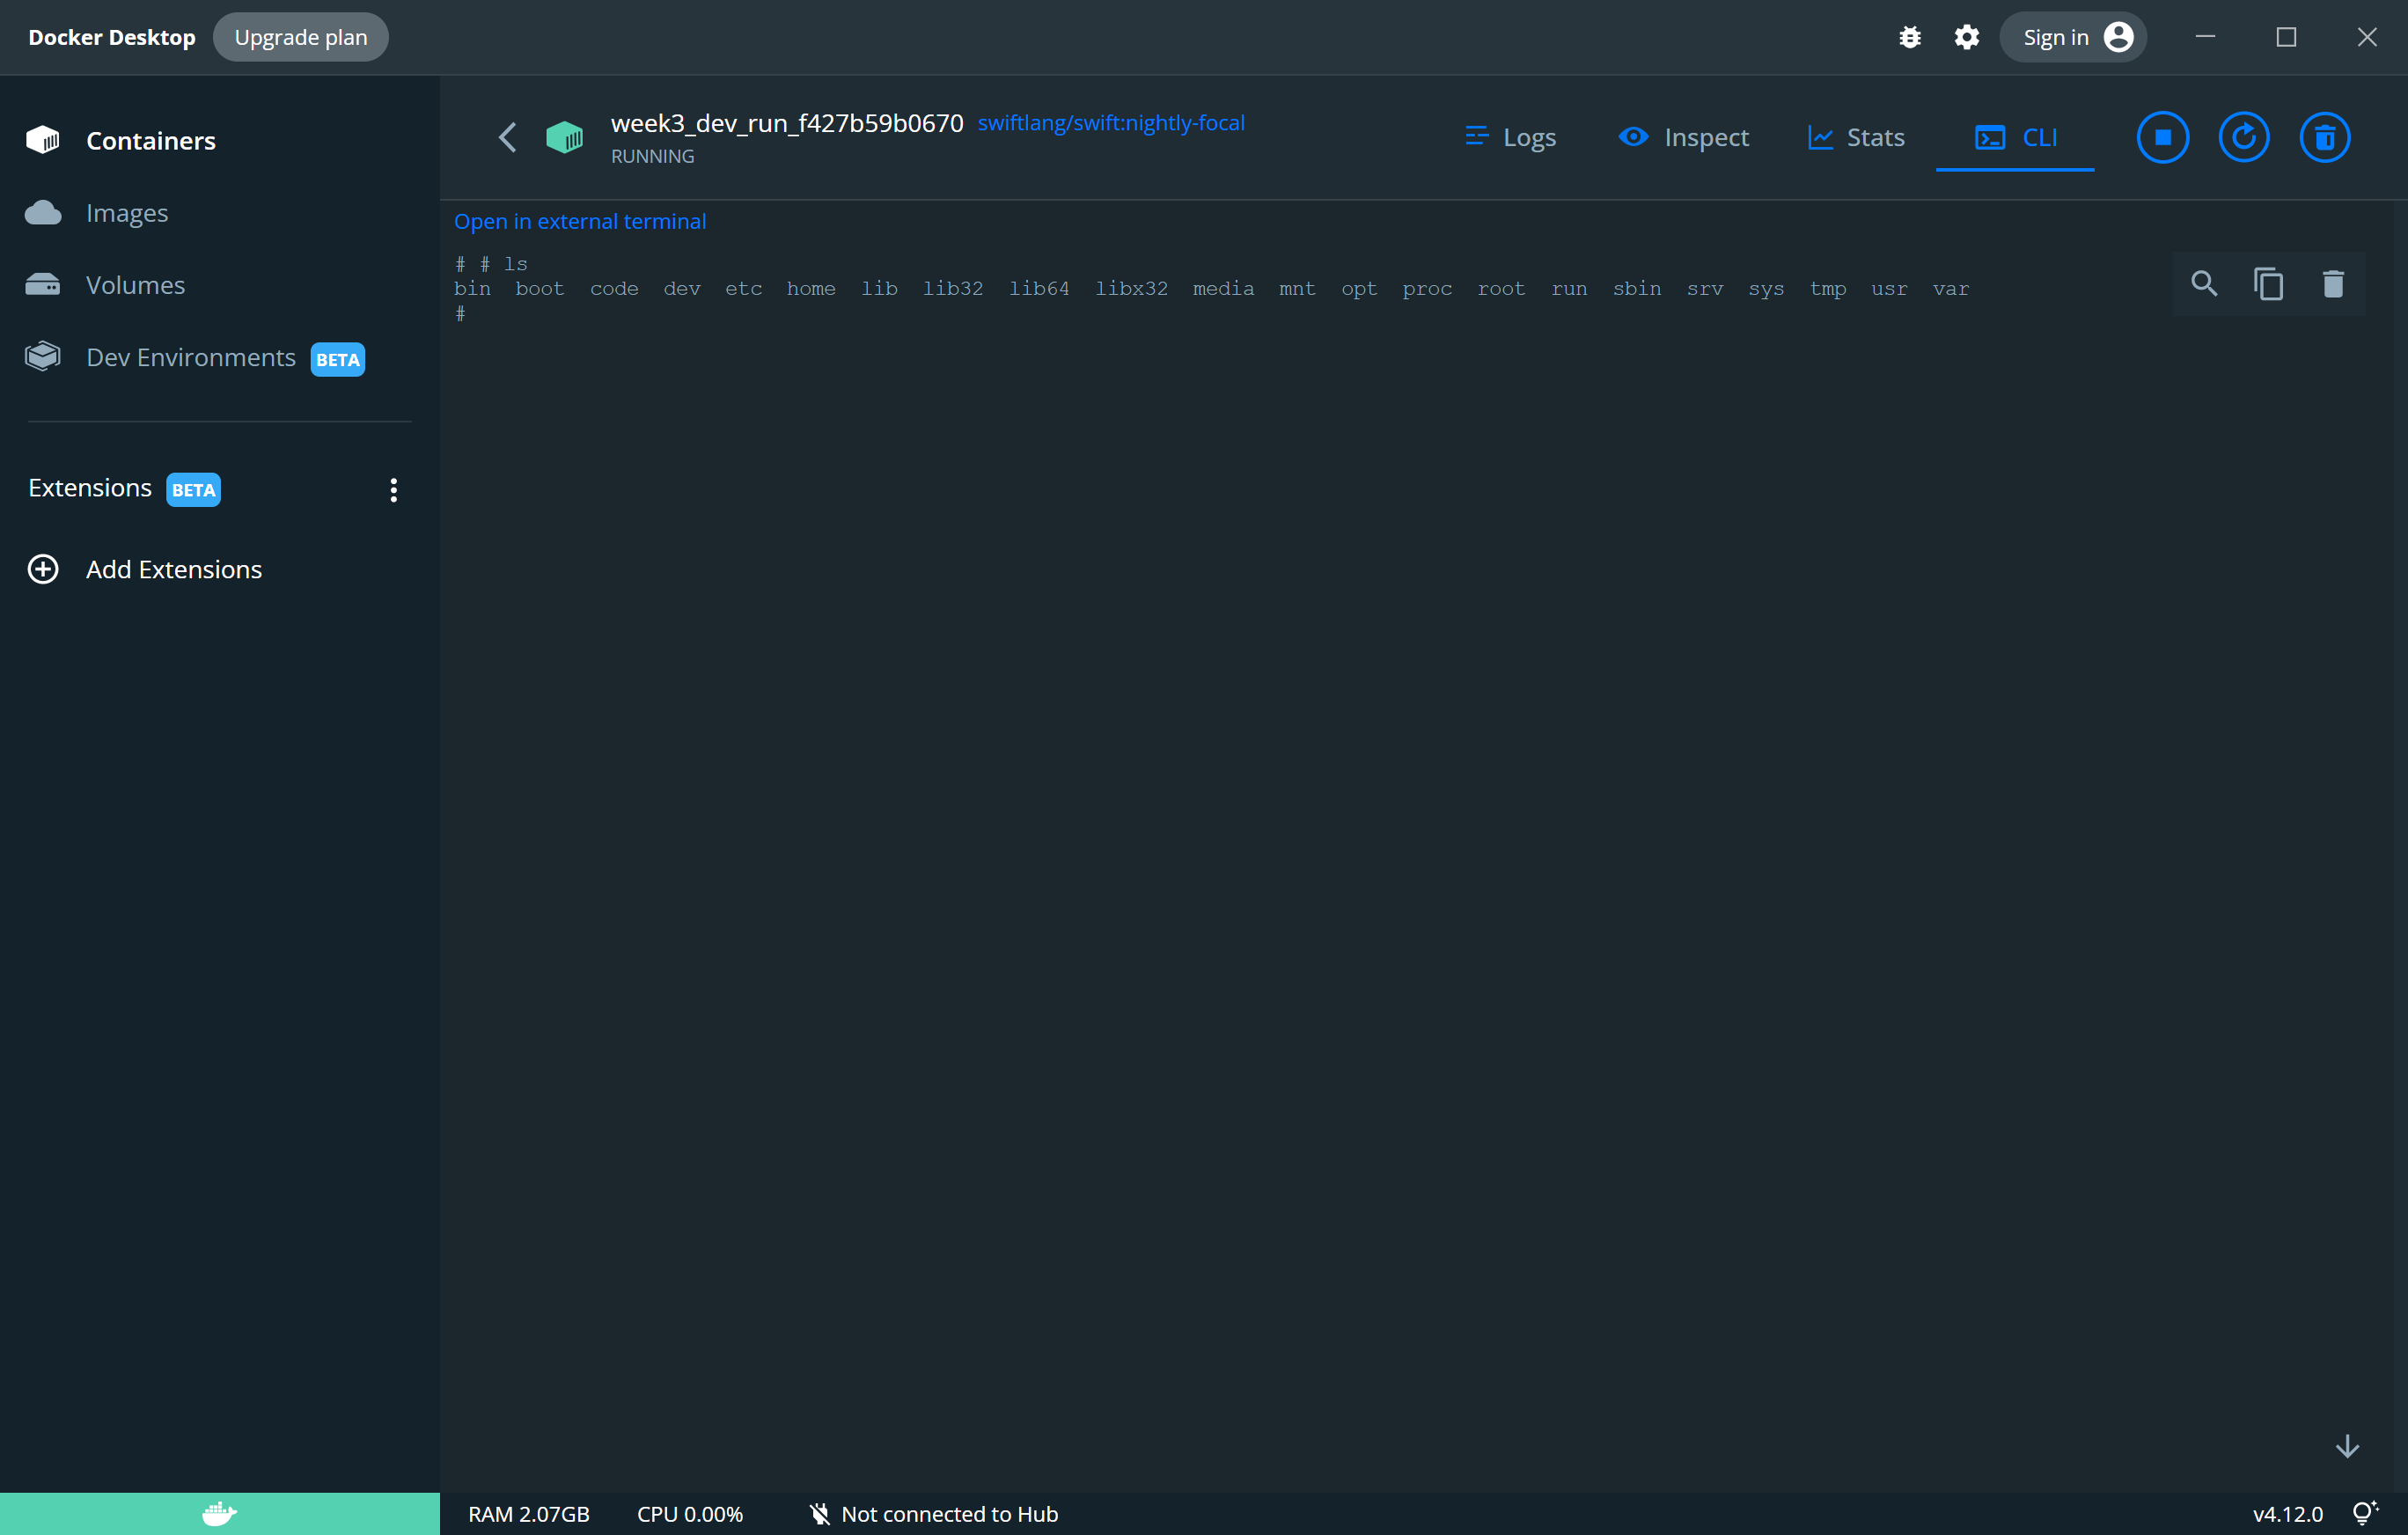 Docker Desktop Upgrade plan Sign in
Containers
Images
Volumes
Dev Environments BETA
Extensions BETA
Add Extensions
week3_dev_run_f427b59b0670 swiftlang/swift:nightly-focal
RUNNING
Logs Inspect Stats CLI
Open in external terminal
# # ls
bin boot code dev etc home lib lib32 lib64 libx32 media mnt opt proc root run sbin srv sys tmp usr var
#
RAM 2.07GB CPU 0.00% Not connected to Hub v4.12.0